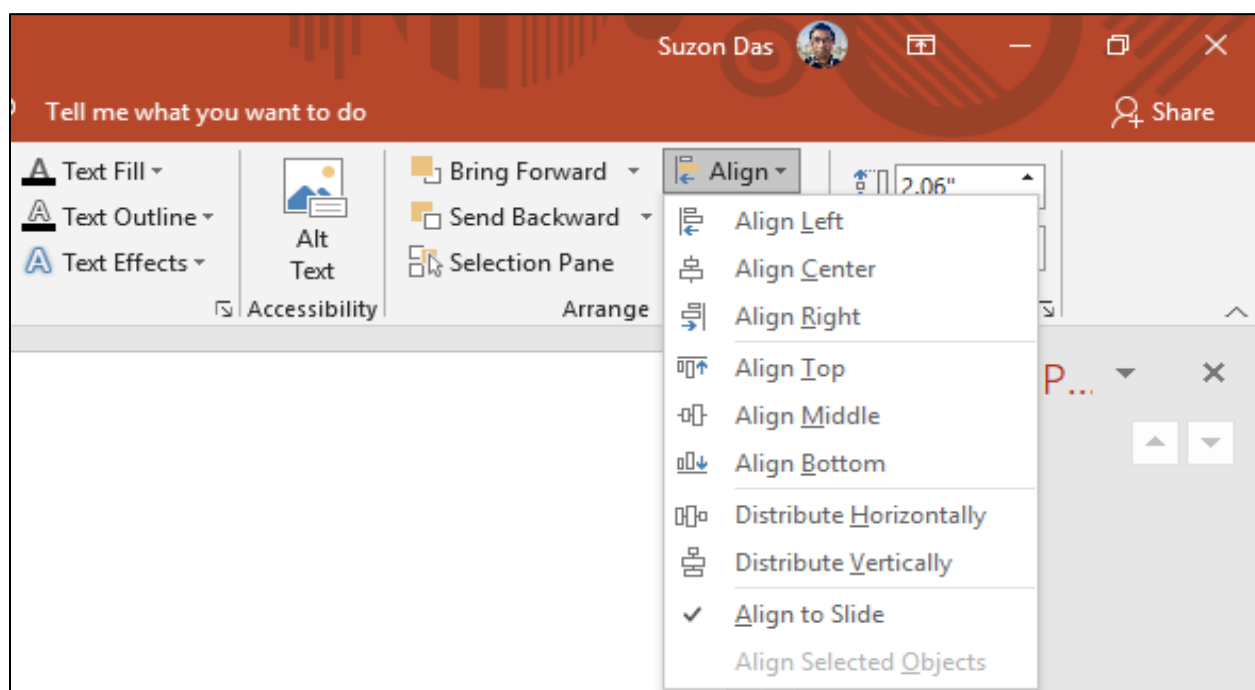 Suzon Das
Tell me what you want to do
Share
Text Fill
Text Outline
Text Effects
Alt
Text
Accessibility
Bring Forward
Send Backward
Selection Pane
Arrange
Align
2.06"
Align Left
Align Center
Align Right
Align Top
Align Middle
Align Bottom
Distribute Horizontally
Distribute Vertically
Align to Slide
Align Selected Objects
P...